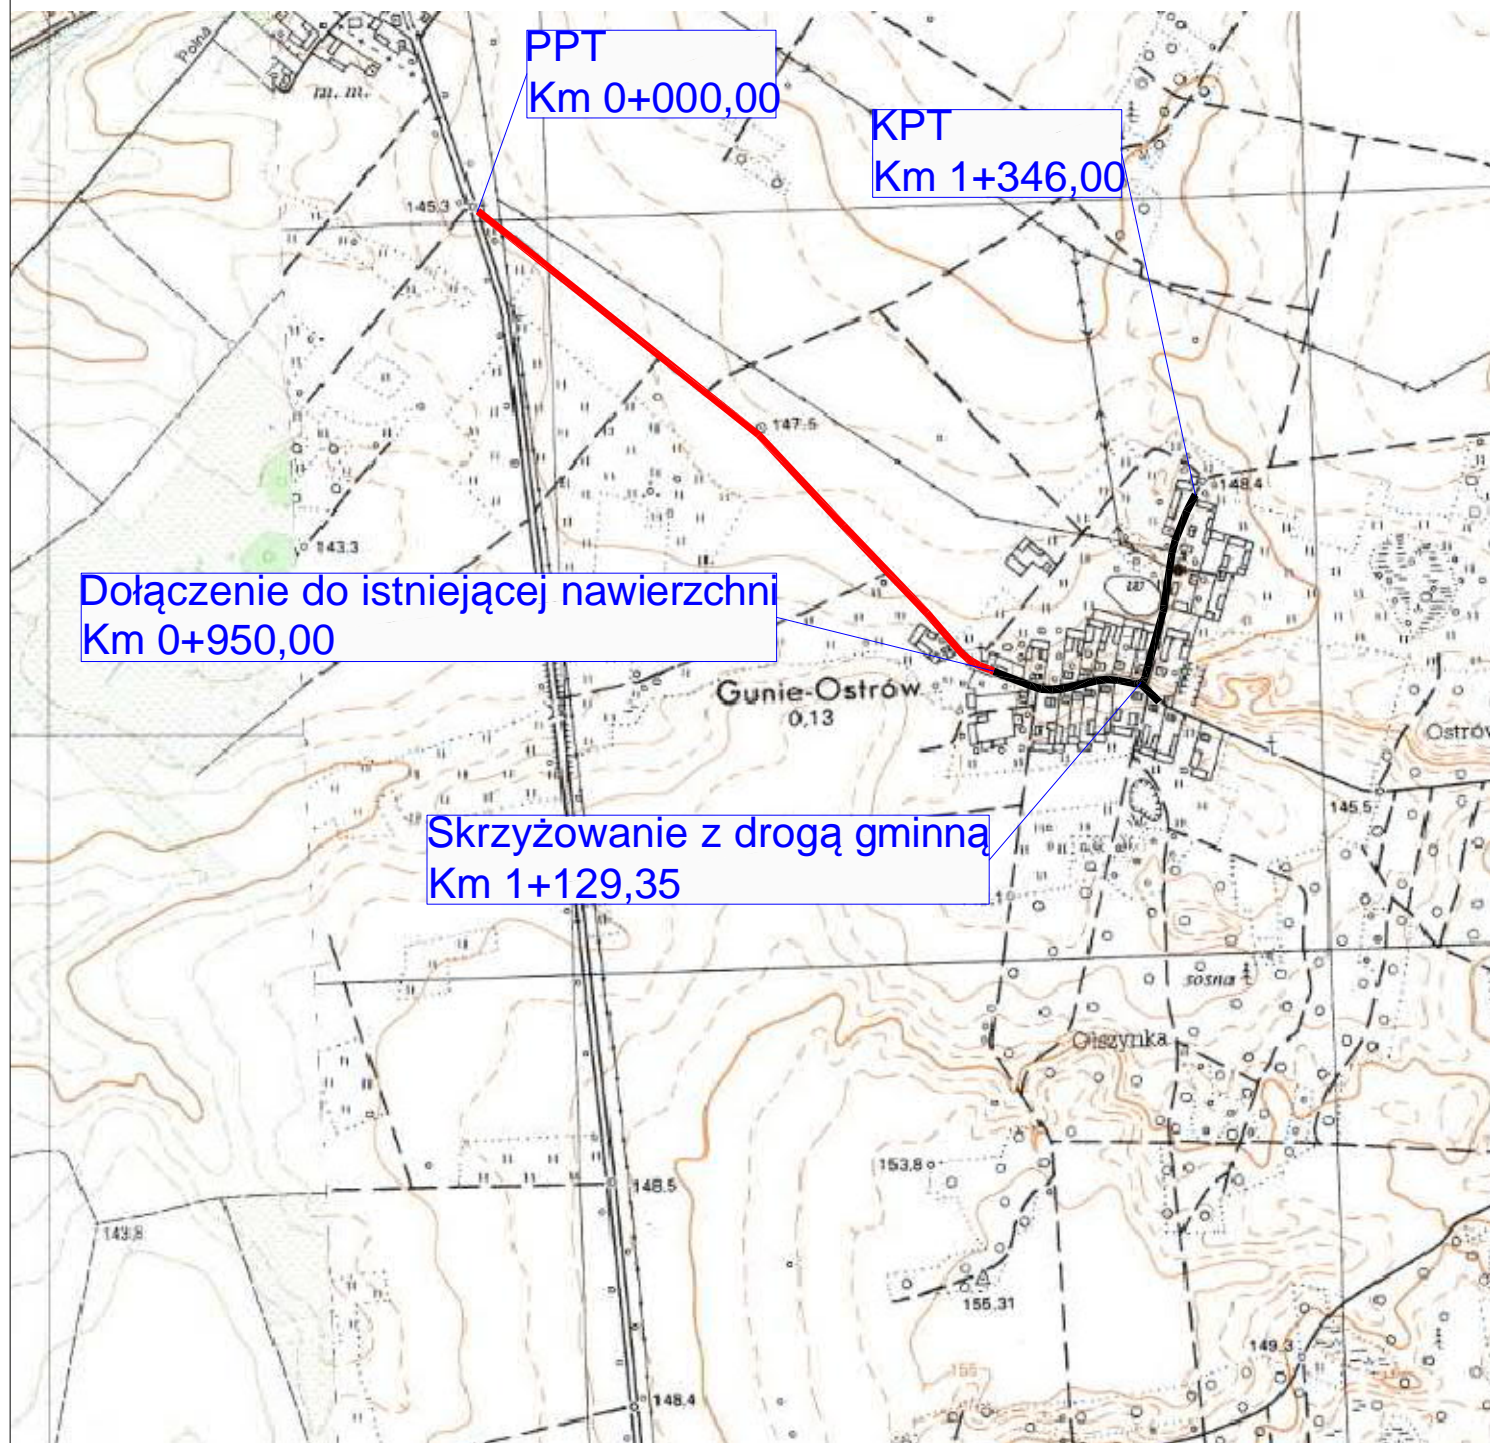 Polna
m. m.
PPT
Km 0+000,00
KPT
Km 1+346,00
145.3
147.5
148.4
143.3
Dołączenie do istniejącej nawierzchni
Km 0+950,00
Gunie-Ostrów
0,13
Ostrów
145.5
Skrzyżowanie z drogą gminną
Km 1+129,35
sosna
Olszynka
153,8
148.5
143,8
155,31
149.3
155
148.4